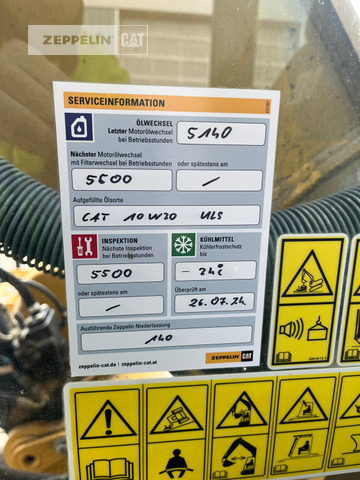 ZEPPELIN CAT
SERVICEINFORMATION
ÖLWECHSEL
Letzter Motorölwechsel
bei Betriebsstunden
5140
Nächster Motorölwechsel
mit Filterwechsel bei Betriebsstunden
5500
oder spätestens am
/
Aufgefüllte Ölsorte
CAT 10W30 ULS
INSPEKTION
Nächste Inspektion
bei Betriebsstunden
5500
oder spätestens am
/
KÜHLMITTEL
Kühlerfrostschutz
bis
Überprüft am
26.07.24
Ausführende Zeppelin Niederlassung
140
zeppelin-cat.de | zeppelin-cat.at
ZEPPELIN CAT